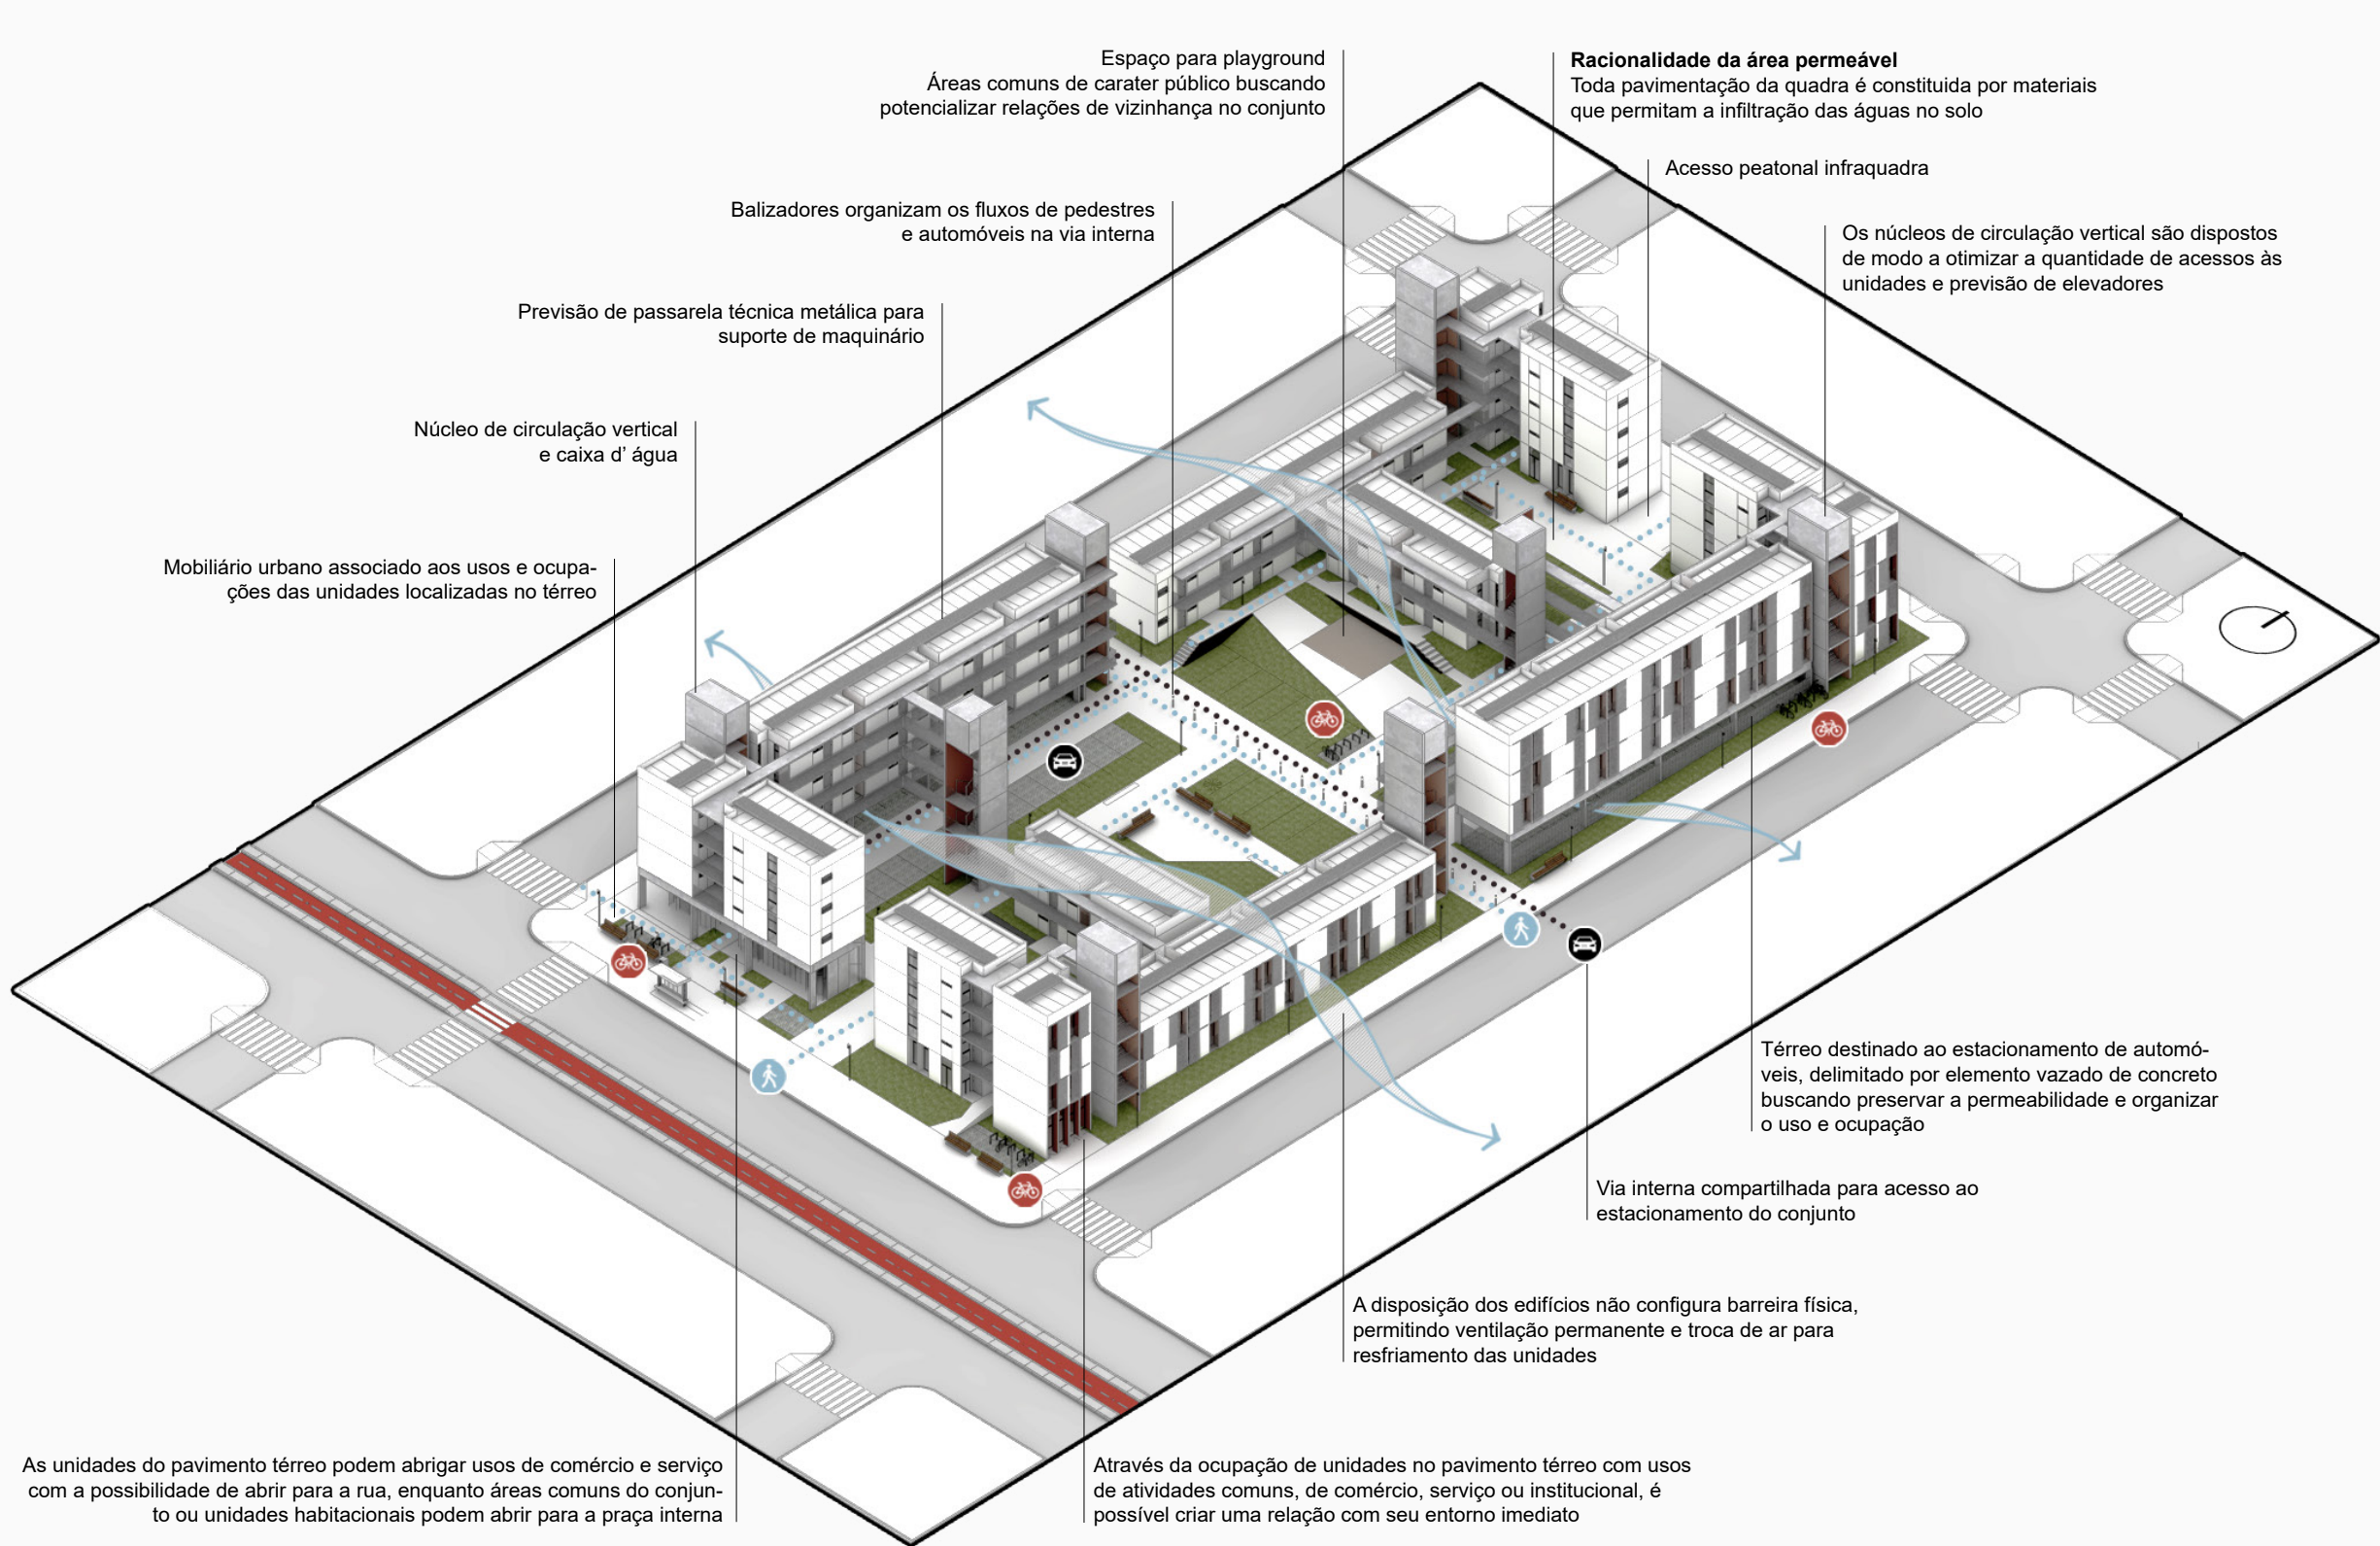 Espaço para playground
Áreas comuns de carater público buscando
potencializar relações de vizinhança no conjunto
Racionalidade da área permeável
Toda pavimentação da quadra é constituida por materiais
que permitam a infiltração das águas no solo
Acesso peatonal infraquadra
Balizadores organizam os fluxos de pedestres
e automóveis na via interna
Os núcleos de circulação vertical são dispostos
de modo a otimizar a quantidade de acessos às
unidades e previsão de elevadores
Previsão de passarela técnica metálica para
suporte de maquinário
Núcleo de circulação vertical
e caixa d' água
Mobiliário urbano associado aos usos e ocupa-
ções das unidades localizadas no térreo
Térreo destinado ao estacionamento de automó-
veis, delimitado por elemento vazado de concreto
buscando preservar a permeabilidade e organizar
o uso e ocupação
Via interna compartilhada para acesso ao
estacionamento do conjunto
A disposição dos edifícios não configura barreira física,
permitindo ventilação permanente e troca de ar para
resfriamento das unidades
As unidades do pavimento térreo podem abrigar usos de comércio e serviço
com a possibilidade de abrir para a rua, enquanto áreas comuns do conjun-
to ou unidades habitacionais podem abrir para a praça interna
Através da ocupação de unidades no pavimento térreo com usos
de atividades comuns, de comércio, serviço ou institucional, é
possível criar uma relação com seu entorno imediato